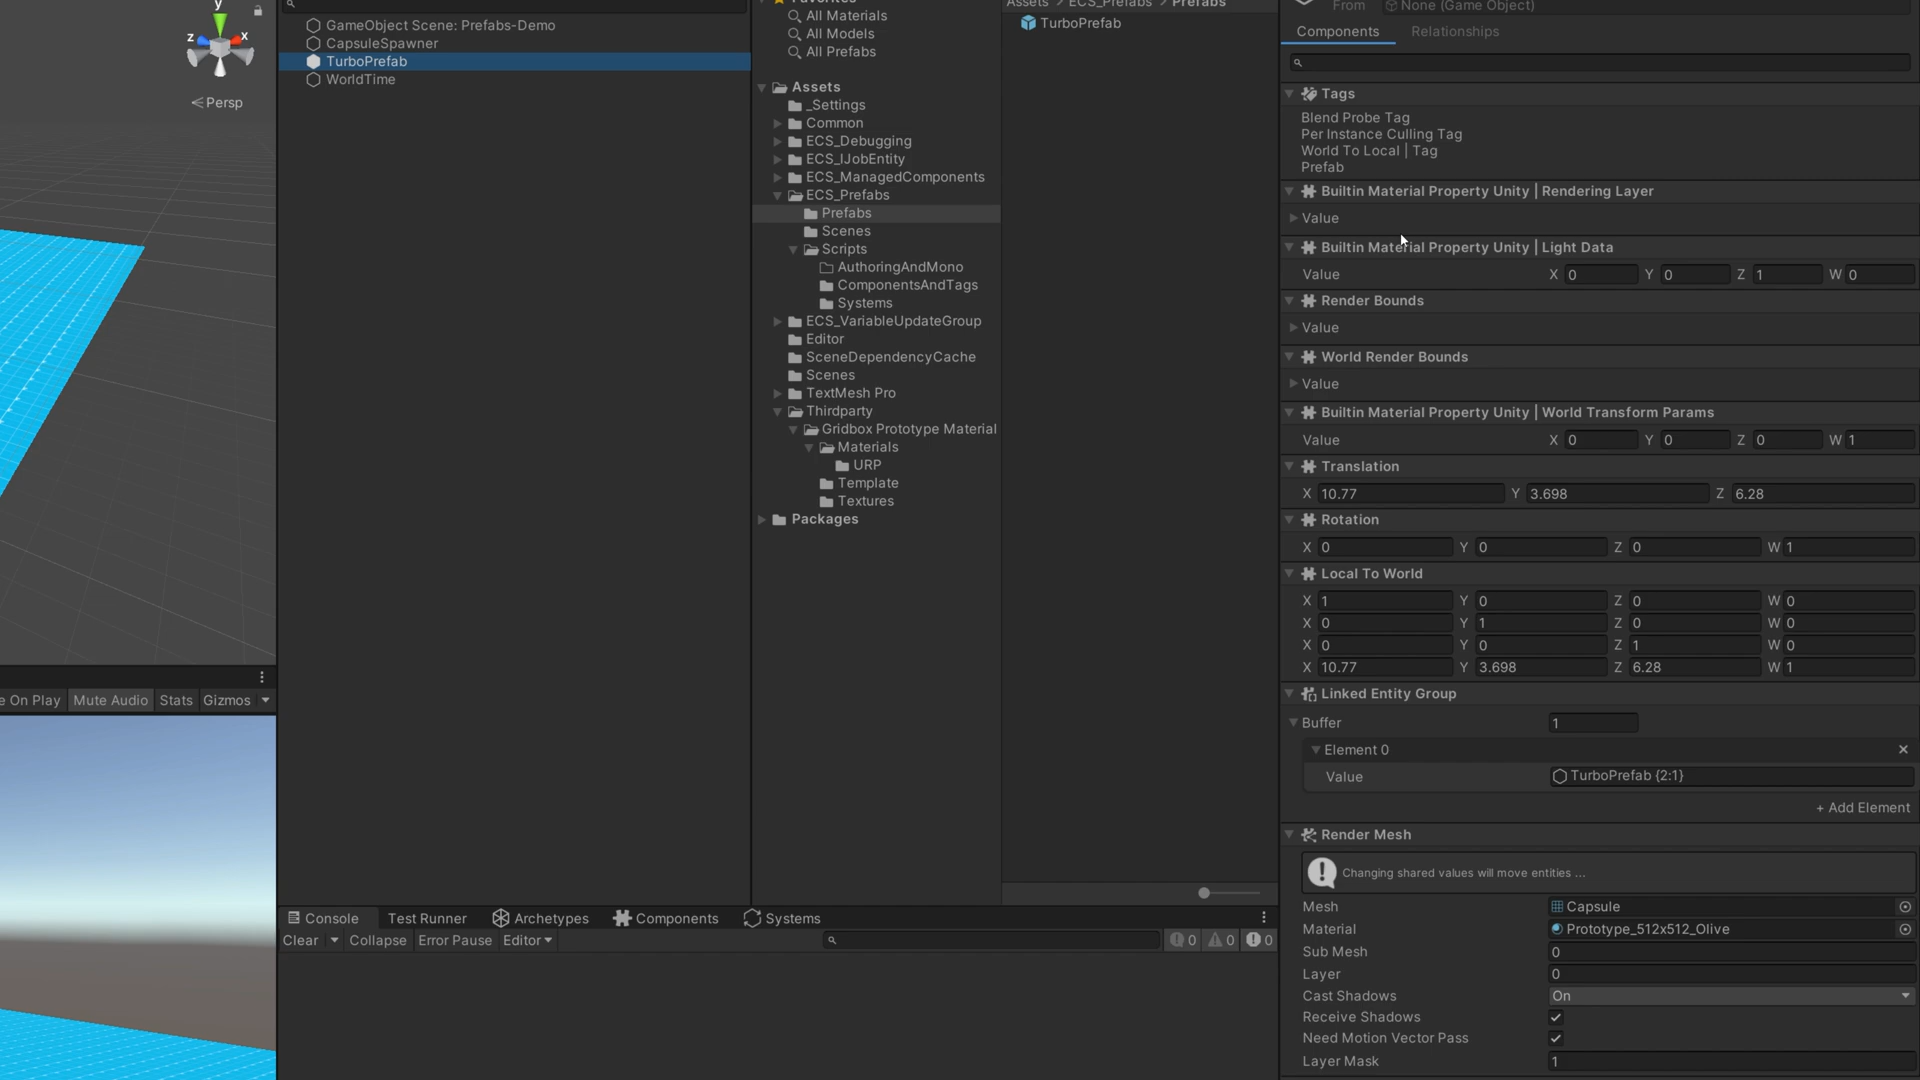 y
z
x
Persp
e On Play Mute Audio Stats Gizmos
GameObject Scene: Prefabs-Demo
CapsuleSpawner
TurboPrefab
WorldTime
Favorites
All Materials
All Models
All Prefabs
Assets
_Settings
Common
ECS_Debugging
ECS_IJobEntity
ECS_ManagedComponents
ECS_Prefabs
Prefabs
Scenes
Scripts
AuthoringAndMono
ComponentsAndTags
Systems
ECS_VariableUpdateGroup
Editor
SceneDependencyCache
Scenes
TextMesh Pro
Thirdparty
Gridbox Prototype Material
Materials
URP
Template
Textures
Packages
Assets > ECS_Prefabs > Prefabs
TurboPrefab
Console Test Runner Archetypes Components Systems
Clear Collapse Error Pause Editor 0 0 0
From None (Game Object)
Components Relationships
Tags
Blend Probe Tag
Per Instance Culling Tag
World To Local | Tag
Prefab
Builtin Material Property Unity | Rendering Layer
Value
Builtin Material Property Unity | Light Data
Value X 0 Y 0 Z 1 W 0
Render Bounds
Value
World Render Bounds
Value
Builtin Material Property Unity | World Transform Params
Value X 0 Y 0 Z 0 W 1
Translation
X 10.77 Y 3.698 Z 6.28
Rotation
X 0 Y 0 Z 0 W 1
Local To World
X 1 Y 0 Z 0 W 0
X 0 Y 1 Z 0 W 0
X 0 Y 0 Z 1 W 0
X 10.77 Y 3.698 Z 6.28 W 1
Linked Entity Group
Buffer 1
Element 0
Value TurboPrefab {2:1}
+ Add Element
Render Mesh
Changing shared values will move entities ...
Mesh Capsule
Material Prototype_512x512_Olive
Sub Mesh 0
Layer 0
Cast Shadows On
Receive Shadows
Need Motion Vector Pass
Layer Mask 1